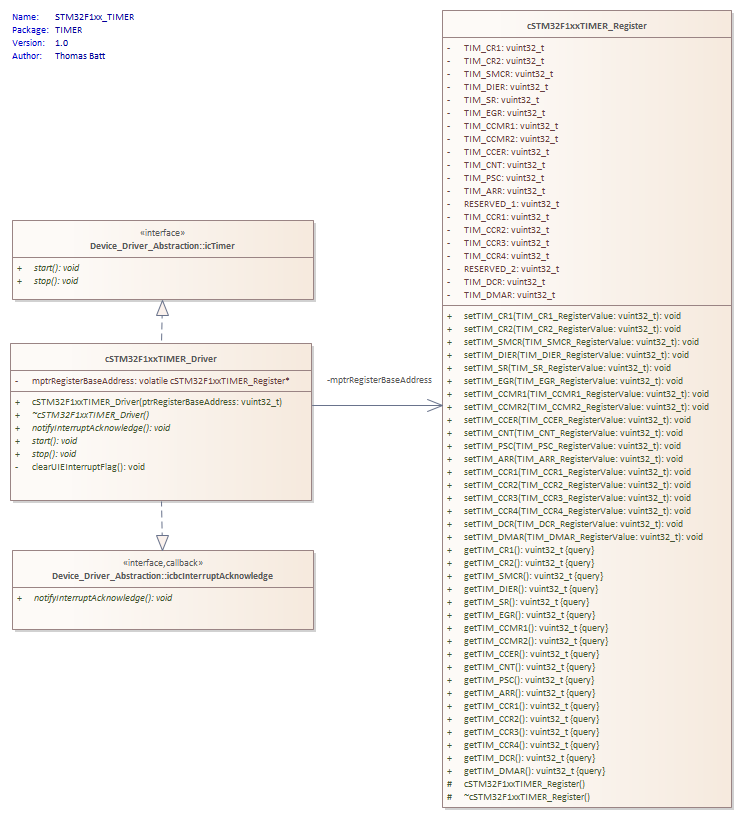 Name: STM32F1xx_TIMER
Package: TIMER
Version: 1.0
Author: Thomas Batt
«interface»
Device_Driver_Abstraction::icTimer
+ start(): void
+ stop(): void
cSTM32F1xxTIMER_Driver
- mptrRegisterBaseAddress: volatile cSTM32F1xxTIMER_Register*
+ cSTM32F1xxTIMER_Driver(ptrRegisterBaseAddress: vuint32_t)
+ ~cSTM32F1xxTIMER_Driver()
+ notifyInterruptAcknowledge(): void
+ start(): void
+ stop(): void
- clearUIEInterruptFlag(): void
«interface,callback»
Device_Driver_Abstraction::icbcInterruptAcknowledge
+ notifyInterruptAcknowledge(): void
-mptrRegisterBaseAddress
cSTM32F1xxTIMER_Register
- TIM_CR1: vuint32_t
- TIM_CR2: vuint32_t
- TIM_SMCR: vuint32_t
- TIM_DIER: vuint32_t
- TIM_SR: vuint32_t
- TIM_EGR: vuint32_t
- TIM_CCMR1: vuint32_t
- TIM_CCMR2: vuint32_t
- TIM_CCER: vuint32_t
- TIM_CNT: vuint32_t
- TIM_PSC: vuint32_t
- TIM_ARR: vuint32_t
- RESERVED_1: vuint32_t
- TIM_CCR1: vuint32_t
- TIM_CCR2: vuint32_t
- TIM_CCR3: vuint32_t
- TIM_CCR4: vuint32_t
- RESERVED_2: vuint32_t
- TIM_DCR: vuint32_t
- TIM_DMAR: vuint32_t
+ setTIM_CR1(TIM_CR1_RegisterValue: vuint32_t): void
+ setTIM_CR2(TIM_CR2_RegisterValue: vuint32_t): void
+ setTIM_SMCR(TIM_SMCR_RegisterValue: vuint32_t): void
+ setTIM_DIER(TIM_DIER_RegisterValue: vuint32_t): void
+ setTIM_SR(TIM_SR_RegisterValue: vuint32_t): void
+ setTIM_EGR(TIM_EGR_RegisterValue: vuint32_t): void
+ setTIM_CCMR1(TIM_CCMR1_RegisterValue: vuint32_t): void
+ setTIM_CCMR2(TIM_CCMR2_RegisterValue: vuint32_t): void
+ setTIM_CCER(TIM_CCER_RegisterValue: vuint32_t): void
+ setTIM_CNT(TIM_CNT_RegisterValue: vuint32_t): void
+ setTIM_PSC(TIM_PSC_RegisterValue: vuint32_t): void
+ setTIM_ARR(TIM_ARR_RegisterValue: vuint32_t): void
+ setTIM_CCR1(TIM_CCR1_RegisterValue: vuint32_t): void
+ setTIM_CCR2(TIM_CCR2_RegisterValue: vuint32_t): void
+ setTIM_CCR3(TIM_CCR3_RegisterValue: vuint32_t): void
+ setTIM_CCR4(TIM_CCR4_RegisterValue: vuint32_t): void
+ setTIM_DCR(TIM_DCR_RegisterValue: vuint32_t): void
+ setTIM_DMAR(TIM_DMAR_RegisterValue: vuint32_t): void
+ getTIM_CR1(): vuint32_t {query}
+ getTIM_CR2(): vuint32_t {query}
+ getTIM_SMCR(): vuint32_t {query}
+ getTIM_DIER(): vuint32_t {query}
+ getTIM_SR(): vuint32_t {query}
+ getTIM_EGR(): vuint32_t {query}
+ getTIM_CCMR1(): vuint32_t {query}
+ getTIM_CCMR2(): vuint32_t {query}
+ getTIM_CCER(): vuint32_t {query}
+ getTIM_CNT(): vuint32_t {query}
+ getTIM_PSC(): vuint32_t {query}
+ getTIM_ARR(): vuint32_t {query}
+ getTIM_CCR1(): vuint32_t {query}
+ getTIM_CCR2(): vuint32_t {query}
+ getTIM_CCR3(): vuint32_t {query}
+ getTIM_CCR4(): vuint32_t {query}
+ getTIM_DCR(): vuint32_t {query}
+ getTIM_DMAR(): vuint32_t {query}
# cSTM32F1xxTIMER_Register()
# ~cSTM32F1xxTIMER_Register()